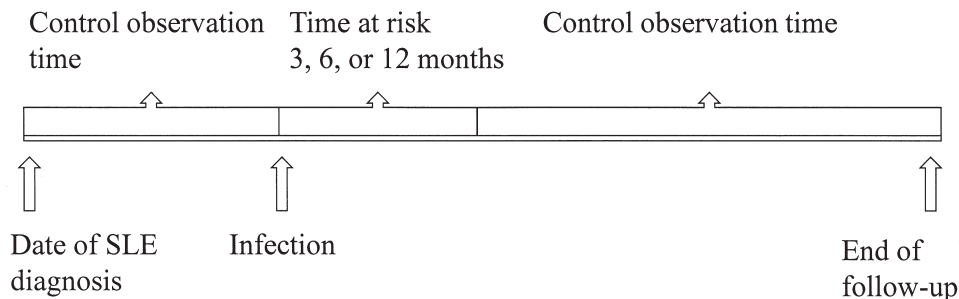 Control observation
time
Time at risk
3, 6, or 12 months
Control observation time
Date of SLE
diagnosis
Infection
End of
follow-up